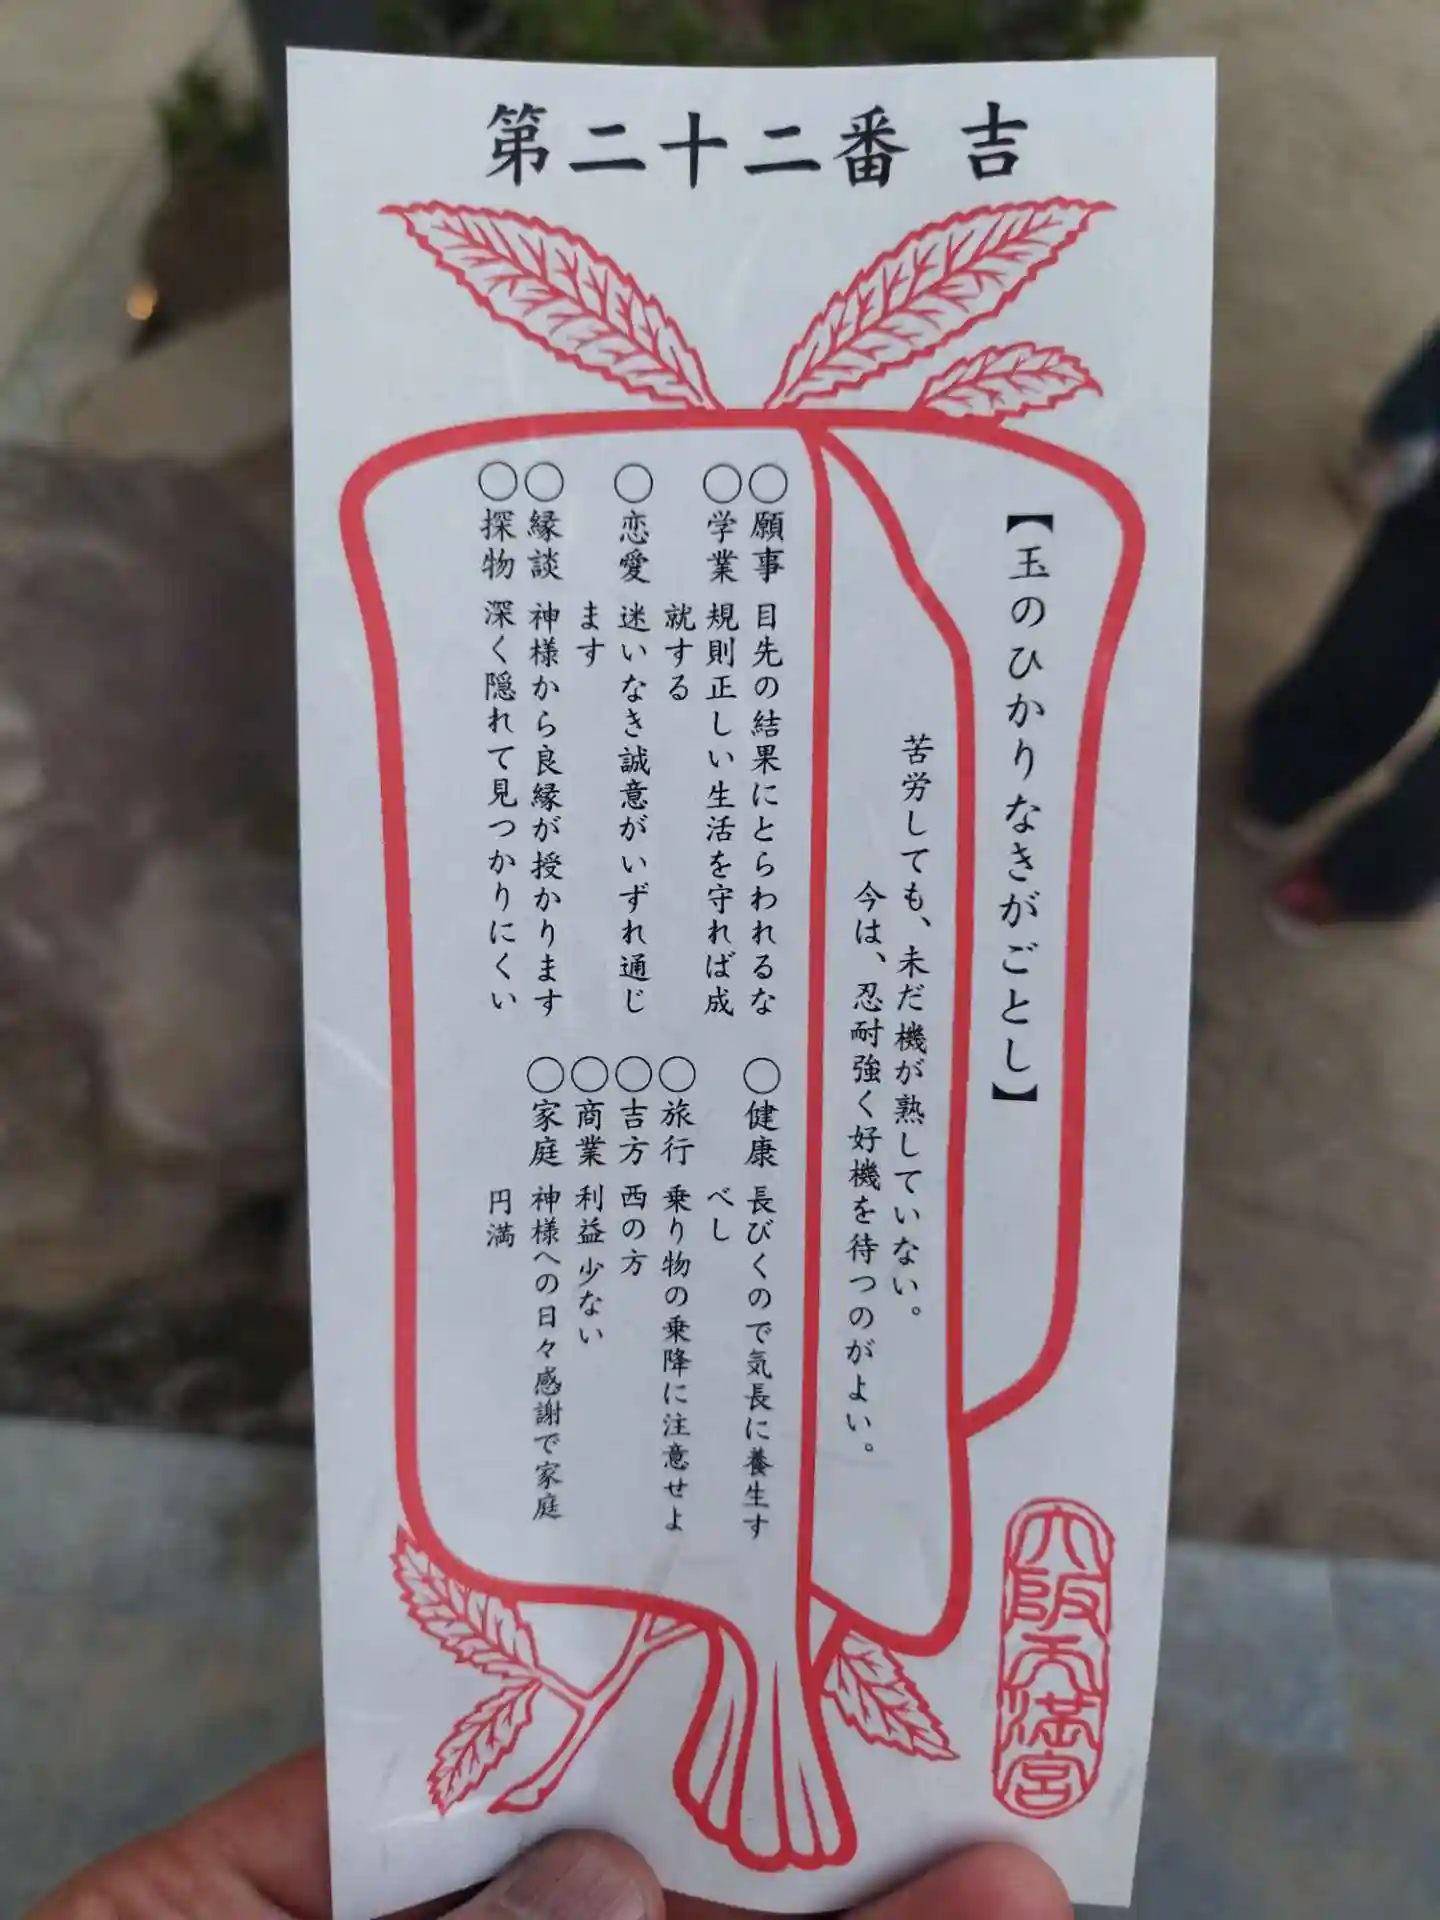 第二十二番 吉
【玉のひかりなきがごとし】
苦労しても、未だ機が熟していない。
今は、忍耐強く好機を待つのがよい。
○願事 目先の結果にとらわれるな
○学業 規則正しい生活を守れば成
就する
○恋愛 迷いなき誠意がいずれ通じ
ます
○縁談 神様から良縁が授かります
○探物 深く隠れて見つかりにくい
○健康 長びくので気長に養生す
べし
○旅行 乗り物の乗降に注意せよ
○吉方 西の方
○商業 利益少ない
○家庭 神様への日々感謝で家庭
円満
大阪天満宮